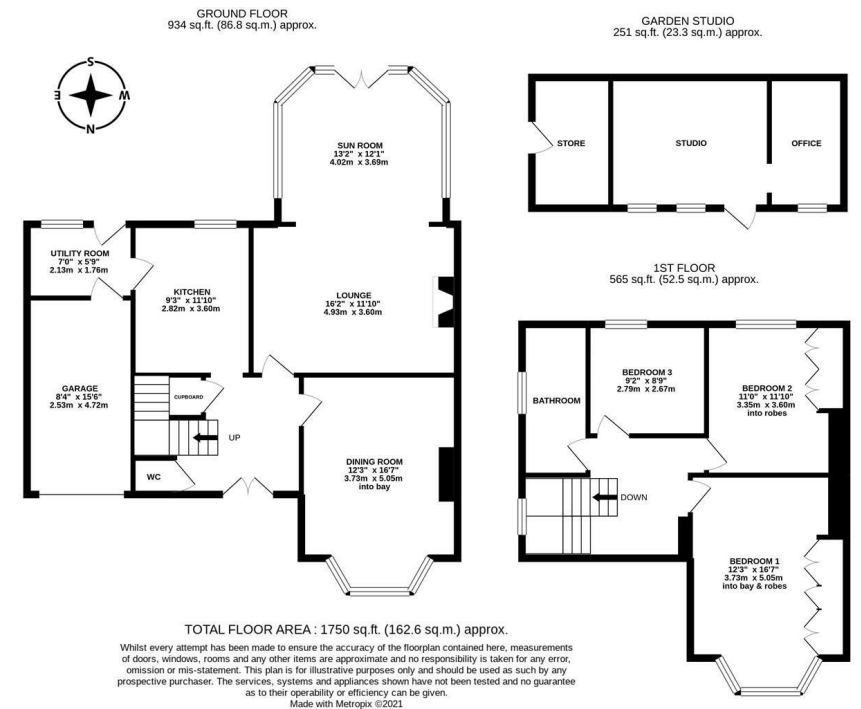 GROUND FLOOR
934 sq.ft. (86.8 sq.m.) approx.
GARDEN STUDIO
251 sq.ft. (23.3 sq.m.) approx.
S
E
W
N
SUN ROOM
13'2" x 12'1"
4.02m x 3.69m
STORE
STUDIO
OFFICE
UTILITY ROOM
7'0" x 5'9"
2.13m x 1.76m
KITCHEN
9'3" x 11'10"
2.82m x 3.60m
LOUNGE
16'2" x 11'10"
4.93m x 3.60m
1ST FLOOR
565 sq.ft. (52.5 sq.m.) approx.
GARAGE
8'4" x 15'6"
2.53m x 4.72m
CUPBOARD
UP
WC
DINING ROOM
12'3" x 16'7"
3.73m x 5.05m
into bay
BATHROOM
BEDROOM 3
9'2" x 8'9"
2.79m x 2.67m
BEDROOM 2
11'0" x 11'10"
3.35m x 3.60m
into robes
DOWN
BEDROOM 1
12'3" x 16'7"
3.73m x 5.05m
into bay & robes
TOTAL FLOOR AREA : 1750 sq.ft. (162.6 sq.m.) approx.
Whilst every attempt has been made to ensure the accuracy of the floorplan contained here, measurements
of doors, windows, rooms and any other items are approximate and no responsibility is taken for any error,
omission or mis-statement. This plan is for illustrative purposes only and should be used as such by any
prospective purchaser. The services, systems and appliances shown have not been tested and no guarantee
as to their operability or efficiency can be given.
Made with Metropix ©2021